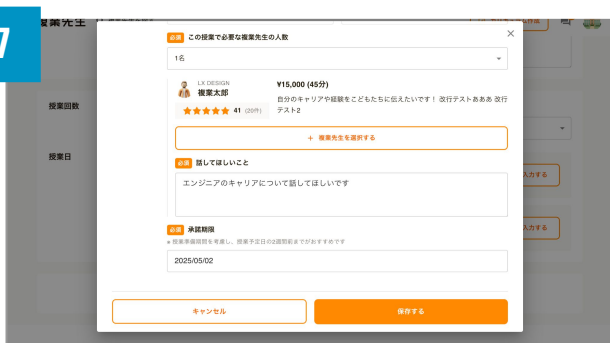 7
複業先生
必須 この授業で必要な複業先生の人数
1名
LX DESIGN
複業太郎
★★★★★ 41 (20件)
¥15,000 (45分)
自分のキャリアや経験をこどもたちに伝えたいです！ 改行テストあああ 改行
テスト2
授業回数
＋ 複業先生を選択する
授業日
必須 話してほしいこと
エンジニアのキャリアについて話してほしいです
入力する
必須 承諾期限
※ 授業準備期間を考慮し、授業予定日の2週間前までがおすすめです
入力する
2025/05/02
キャンセル
保存する